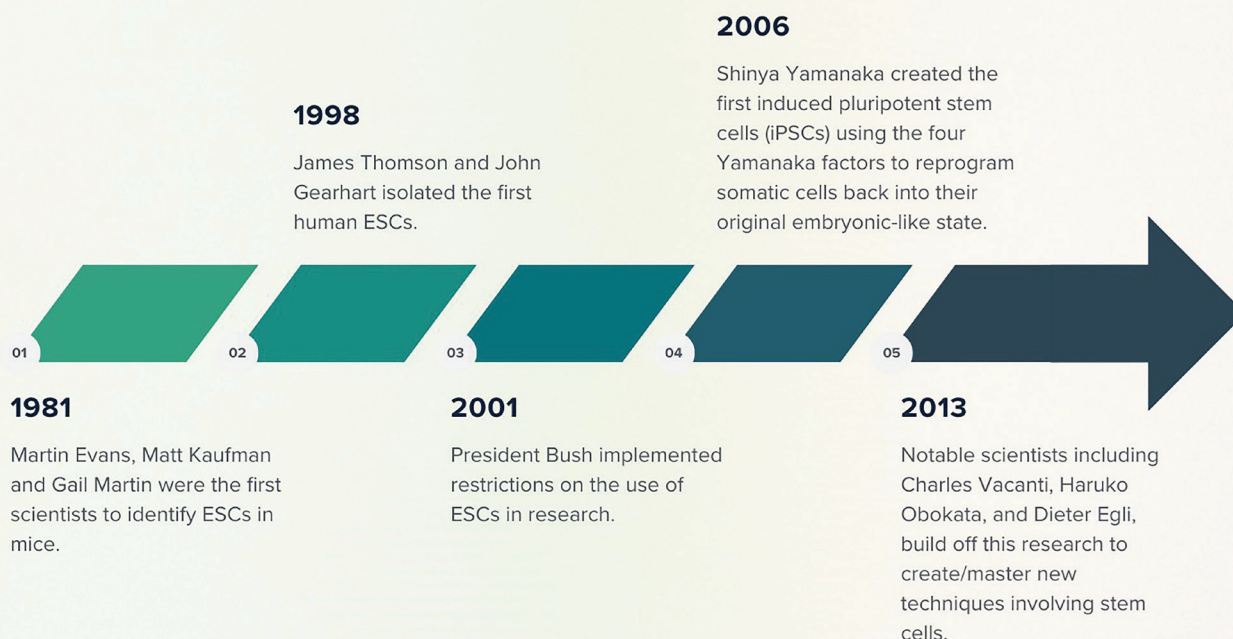 1981
Martin Evans, Matt Kaufman
and Gail Martin were the first
scientists to identify ESCs in
mice.
1998
James Thomson and John
Gearhart isolated the first
human ESCs.
2001
President Bush implemented
restrictions on the use of
ESCs in research.
2006
Shinya Yamanaka created the
first induced pluripotent stem
cells (iPSCs) using the four
Yamanaka factors to reprogram
somatic cells back into their
original embryonic-like state.
2013
Notable scientists including
Charles Vacanti, Haruko
Obokata, and Dieter Egli,
build off this research to
create/master new
techniques involving stem
cells.
01
02
03
04
05